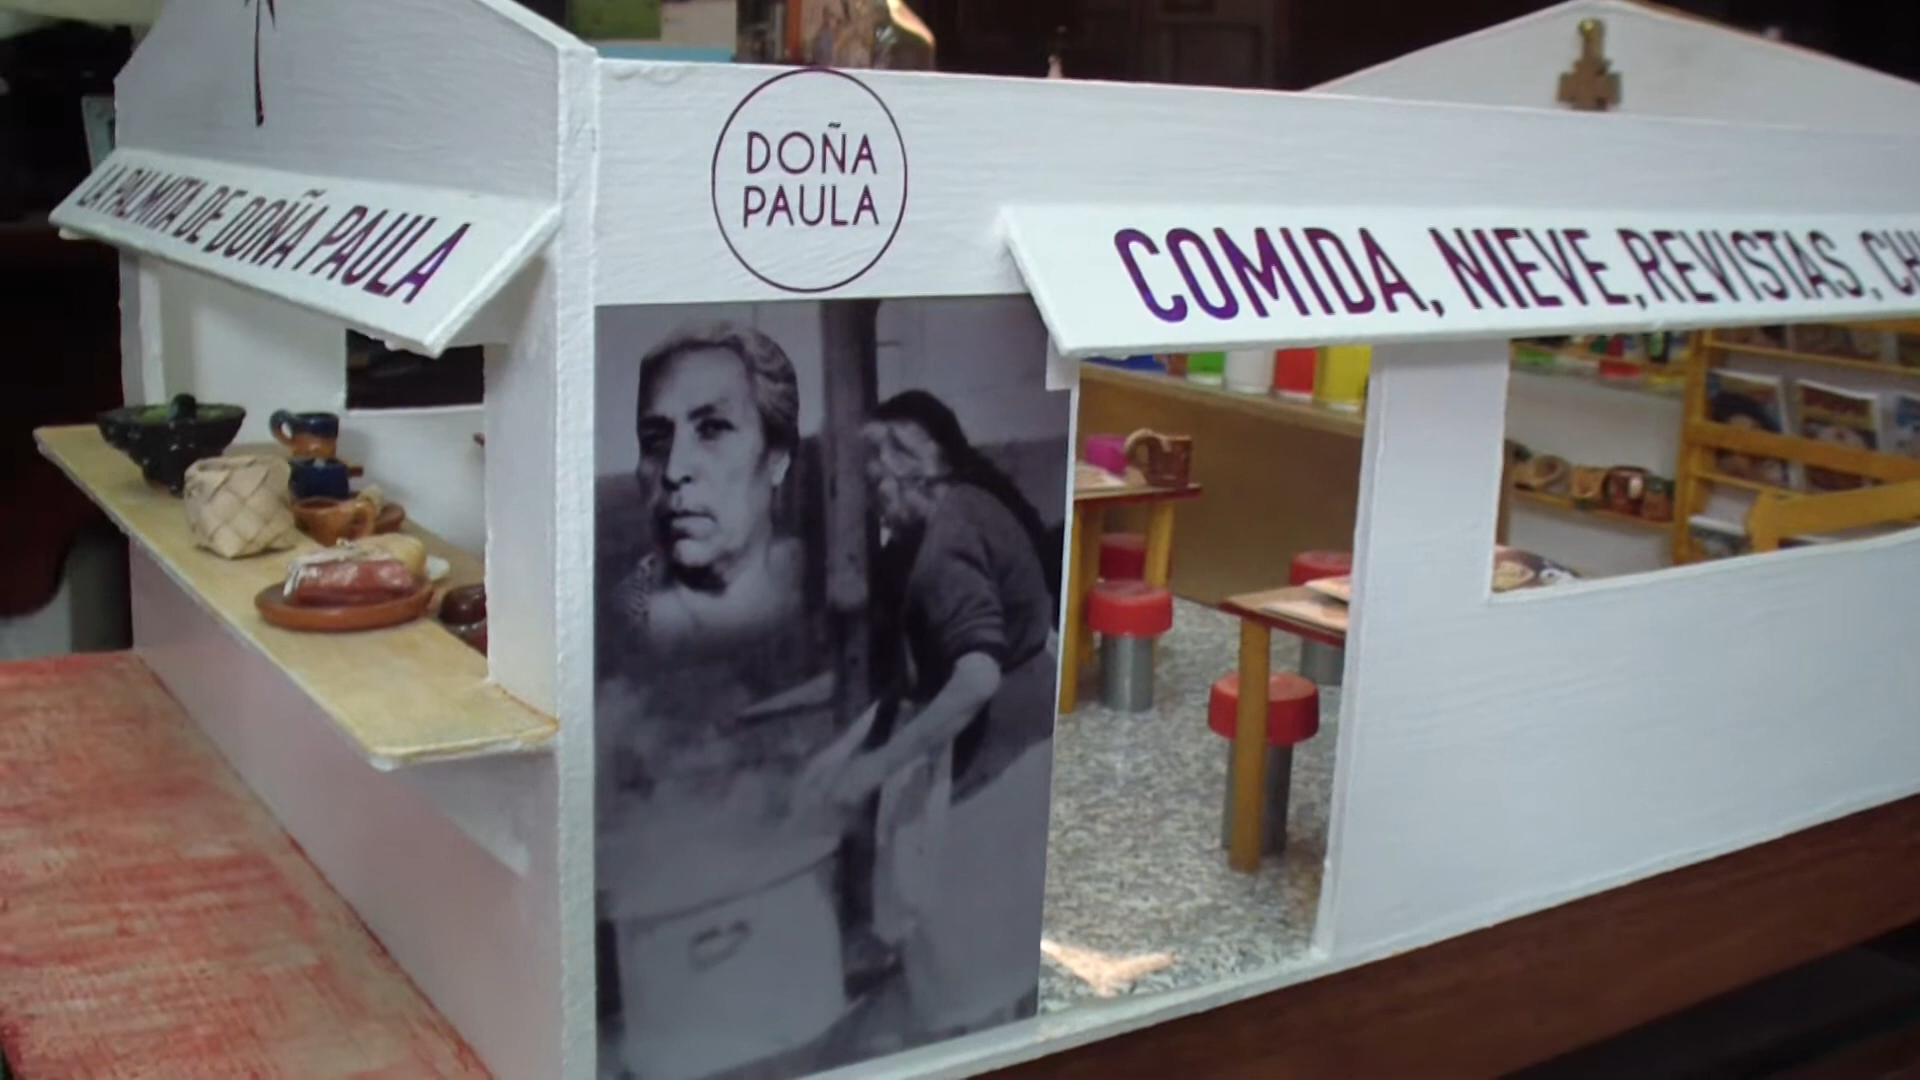 LA PALMITA DE DOÑA PAULA
DOÑA
PAULA
COMIDA, NIEVE, REVISTAS,